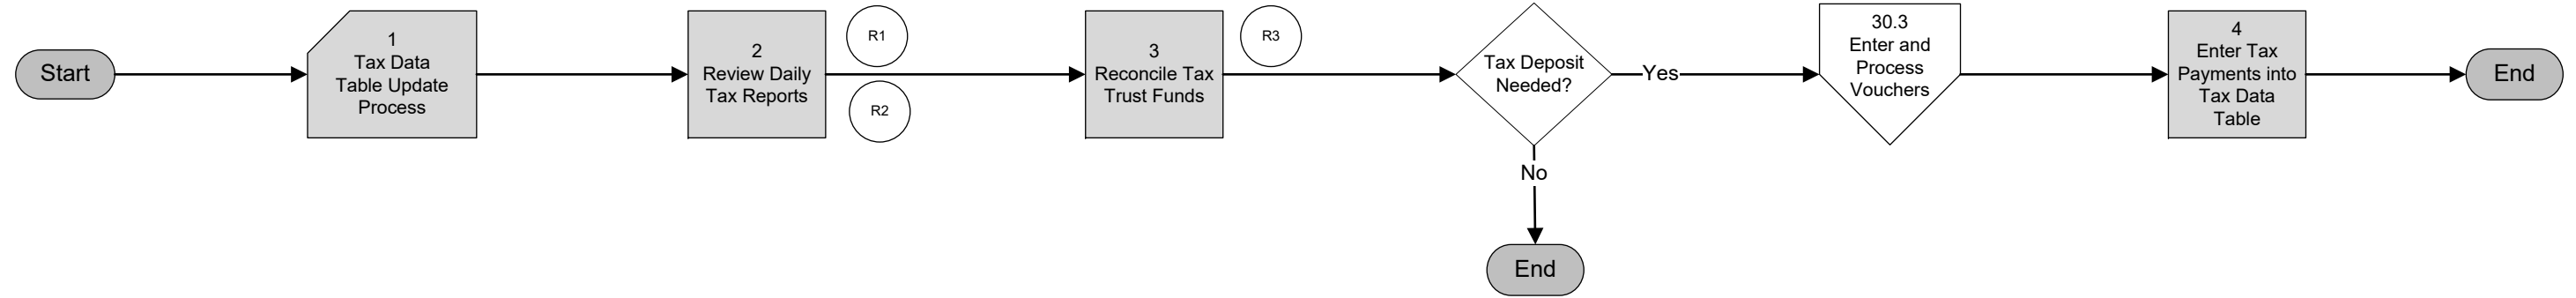 Start
1
Tax Data
Table Update
Process
2
Review Daily
Tax Reports
R1
R2
3
Reconcile Tax
Trust Funds
R3
Tax Deposit
Needed?
Yes
No
End
30.3
Enter and
Process
Vouchers
4
Enter Tax
Payments into
Tax Data
Table
End